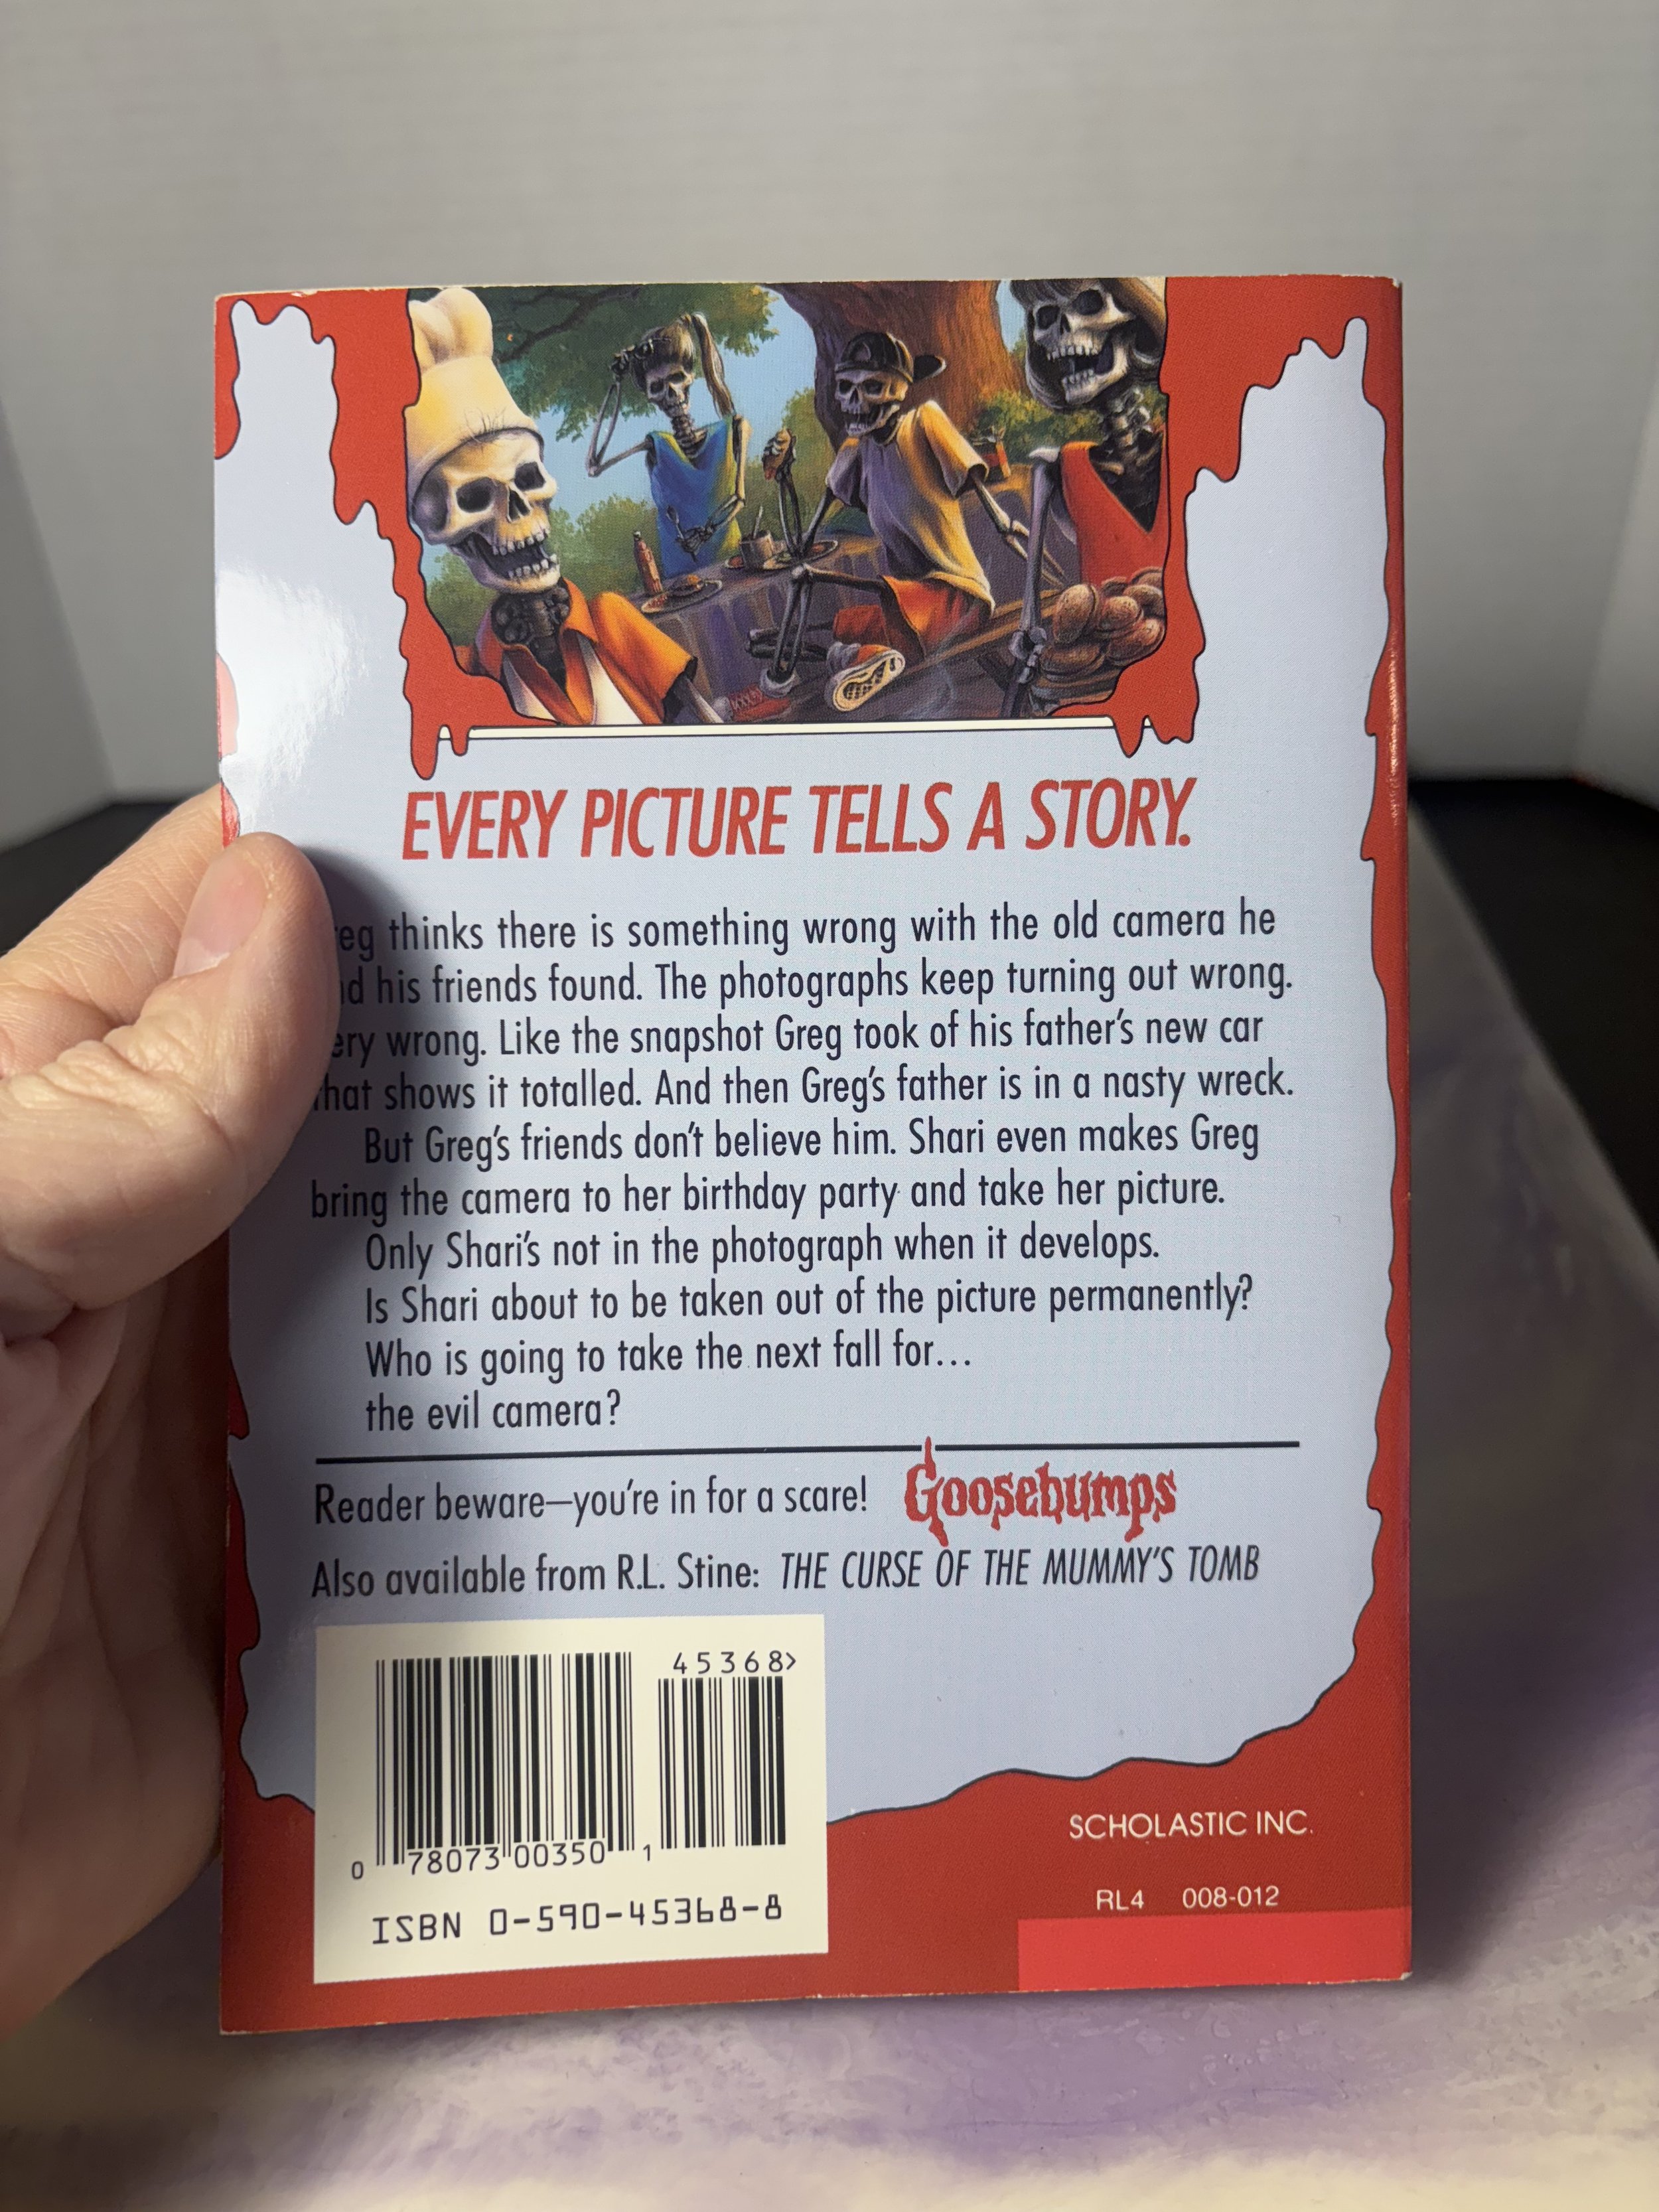 EVERY PICTURE TELLS A STORY.
thinks there is something wrong with the old camera he
his friends found. The photographs keep turning out wrong.
wrong. Like the snapshot Greg took of his father's new car
that shows it totalled. And then Greg's father is in a nasty wreck.
But Greg's friends don't believe him. Shari even makes Greg
bring the camera to her birthday party and take her picture.
Only Shari's not in the photograph when it develops.
Is Shari about to be taken out of the picture permanently?
Who is going to take the next fall for...
the evil camera?
Reader beware—you're in for a scare! Goosebumps
Also available from R.L. Stine: THE CURSE OF THE MUMMY'S TOMB
45368>
0 78073 00350 1
ISBN 0-590-45368-8
SCHOLASTIC INC.
RL4 008-012